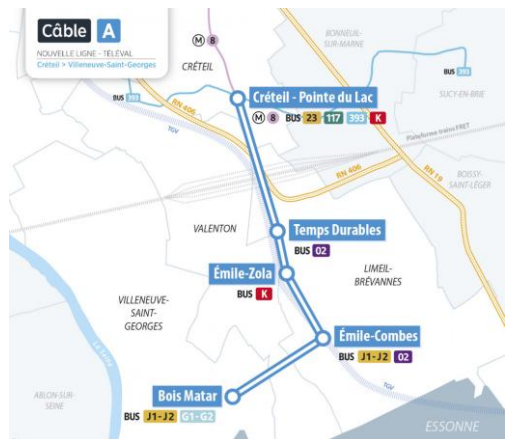 Câble A
NOUVELLE LIGNE - TÉLÉVAL
Créteil > Villeneuve-Saint-Georges
M 8
CRÉTEIL
BONNEUIL-
SUR-MARNE
BUS 393
BUS 393
SUCY-EN-BRIE
RN 406
TGV
Créteil - Pointe du Lac
M 8 BUS 23 117 393 K
Plateforme trains FRET
RN 406
RN 19
BOISSY-
SAINT-LÉGER
VALENTON
Temps Durables
BUS O2
Émile-Zola
BUS K
LIMEIL-
BRÉVANNES
VILLENEUVE-
SAINT-
GEORGES
La Seine
Émile-Combes
BUS J1-J2 O2
ABLON-SUR-
SEINE
Bois Matar
BUS J1-J2 G1-G2
TGV
ESSONNE